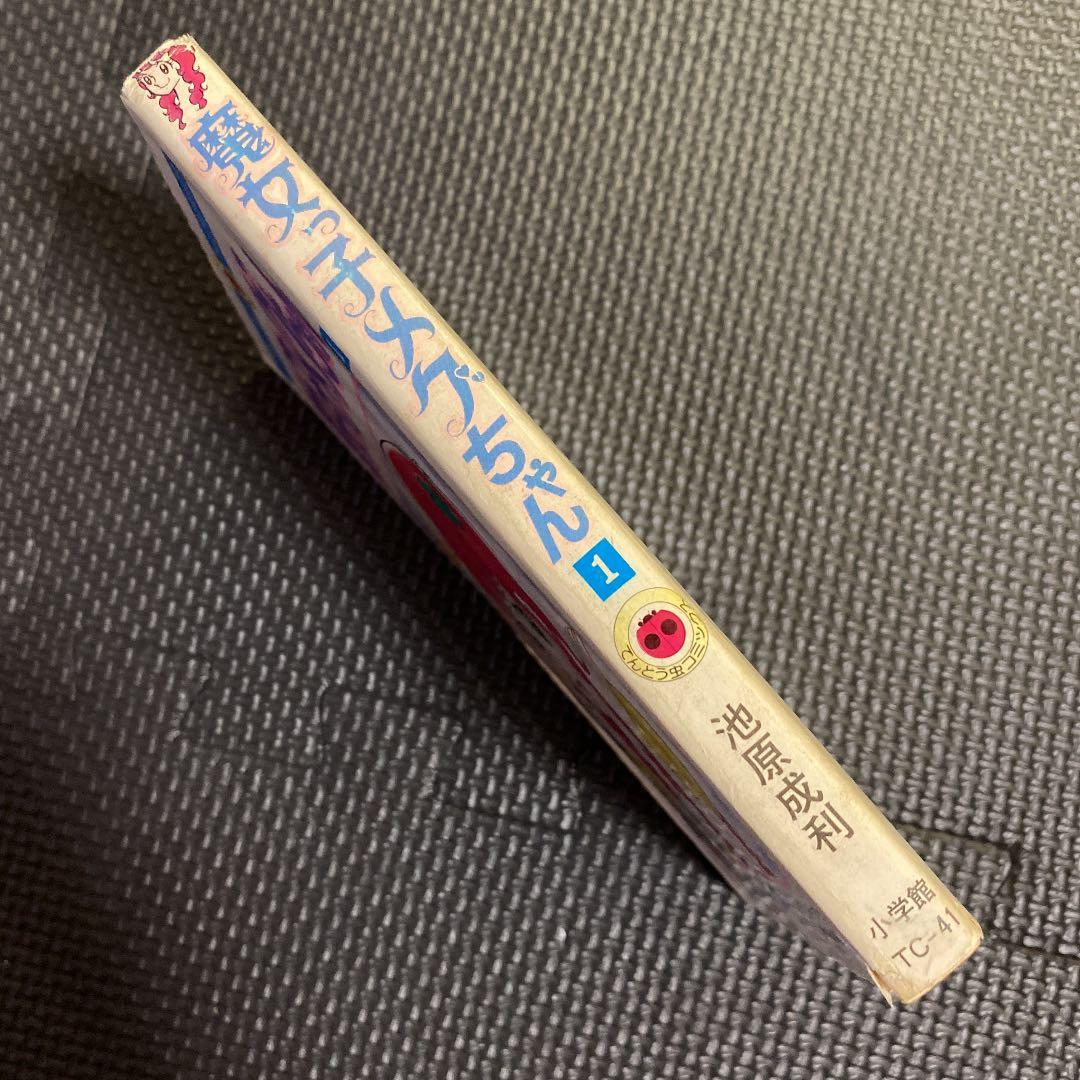 魔女っ子メグちゃん
1
てんとう虫コミックス
池原成利
小学館
TC-41